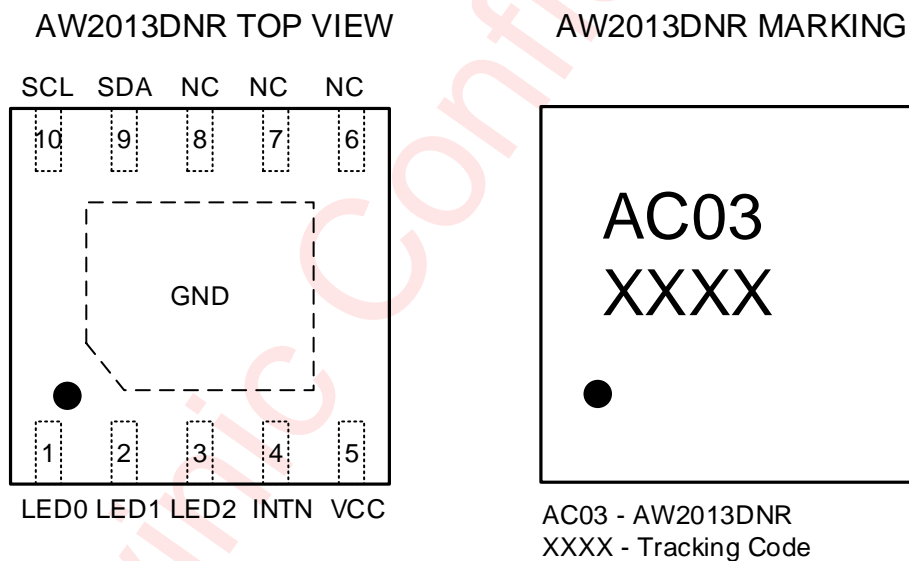 AW2013DNR TOP VIEW
AW2013DNR MARKING
SCL SDA NC NC NC
10 9 8 7 6
GND
1 2 3 4 5
LED0 LED1 LED2 INTN VCC
AC03
XXXX
AC03 - AW2013DNR
XXXX - Tracking Code